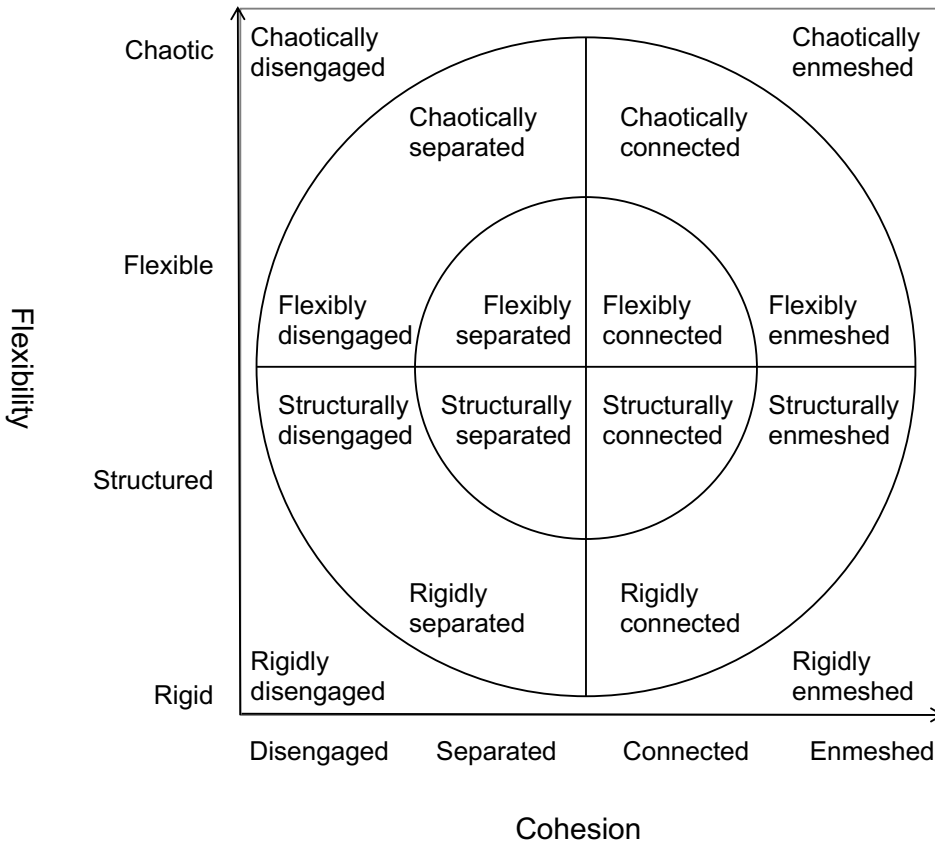 Chaotic
Chaotically
disengaged
Chaotically
enmeshed
Chaotically
separated
Chaotically
connected
Flexible
Flexibly
disengaged
Flexibly
separated
Flexibly
connected
Flexibly
enmeshed
Flexibility
Structurally
disengaged
Structurally
separated
Structurally
connected
Structurally
enmeshed
Structured
Rigidly
separated
Rigidly
connected
Rigid
Rigidly
disengaged
Rigidly
enmeshed
Disengaged
Separated
Connected
Enmeshed
Cohesion